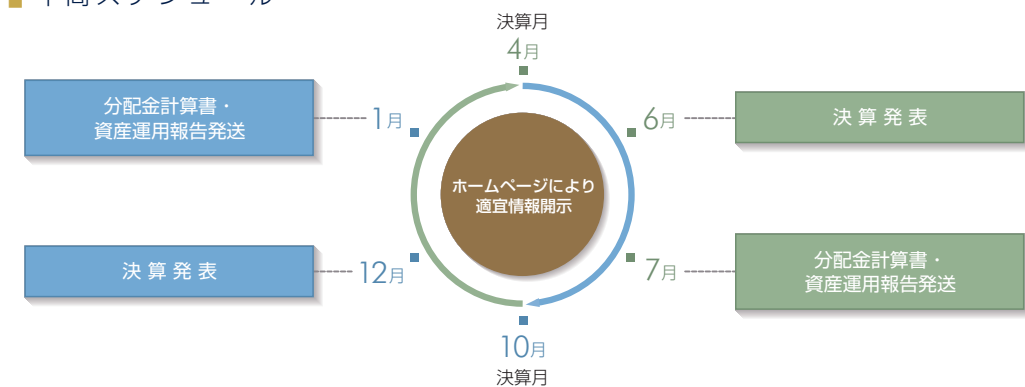 決算月
4月
分配金計算書・
資産運用報告発送
1月
6月
決算発表
ホームページにより
適宜情報開示
決算発表
12月
7月
分配金計算書・
資産運用報告発送
10月
決算月